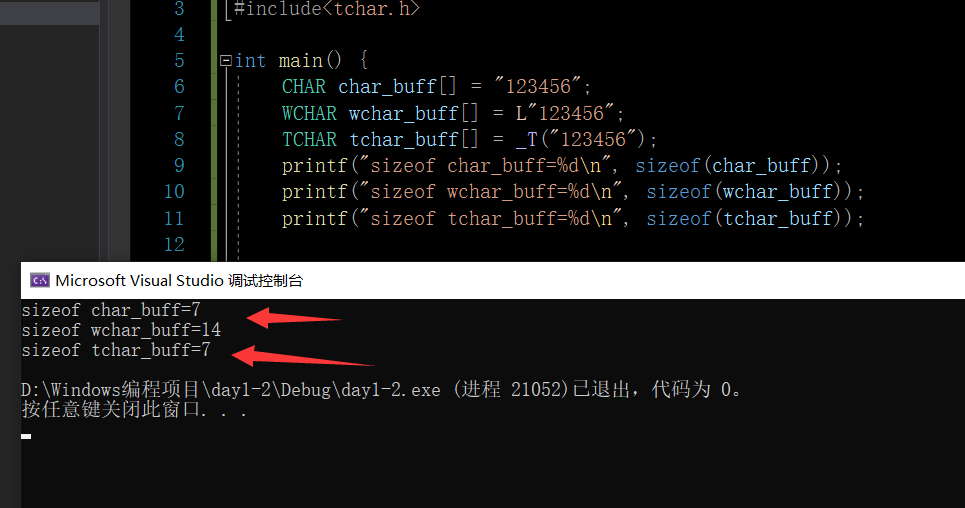 3 #include<tchar.h>
4
5 int main() {
6 CHAR char_buff[] = "123456";
7 WCHAR wchar_buff[] = L"123456";
8 TCHAR tchar_buff[] = _T("123456");
9 printf("sizeof char_buff=%d\n", sizeof(char_buff));
10 printf("sizeof wchar_buff=%d\n", sizeof(wchar_buff));
11 printf("sizeof tchar_buff=%d\n", sizeof(tchar_buff));
12
Microsoft Visual Studio 调试控制台
sizeof char_buff=7
sizeof wchar_buff=14
sizeof tchar_buff=7
D:\Windows编程项目\day1-2\Debug\day1-2.exe (进程 21052)已退出，代码为 0。
按任意键关闭此窗口. . .